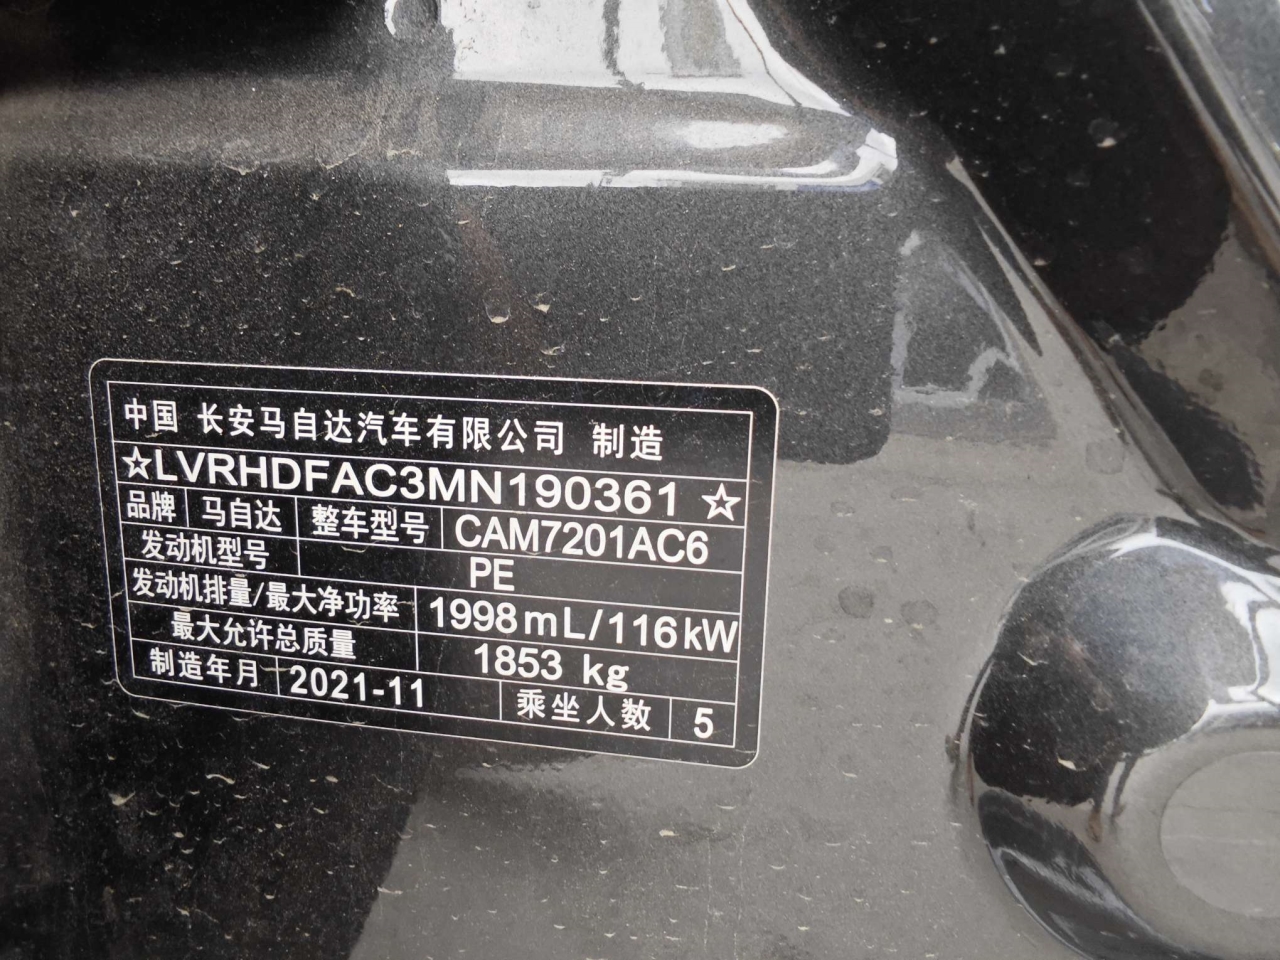 中国 长安马自达汽车有限公司 制造
☆LVRHDFAC3MN190361☆
品牌 马自达 整车型号 CAM7201AC6
发动机型号 PE
发动机排量/最大净功率 1998mL/116kW
最大允许总质量 1853 kg
制造年月 2021-11 乘坐人数 5